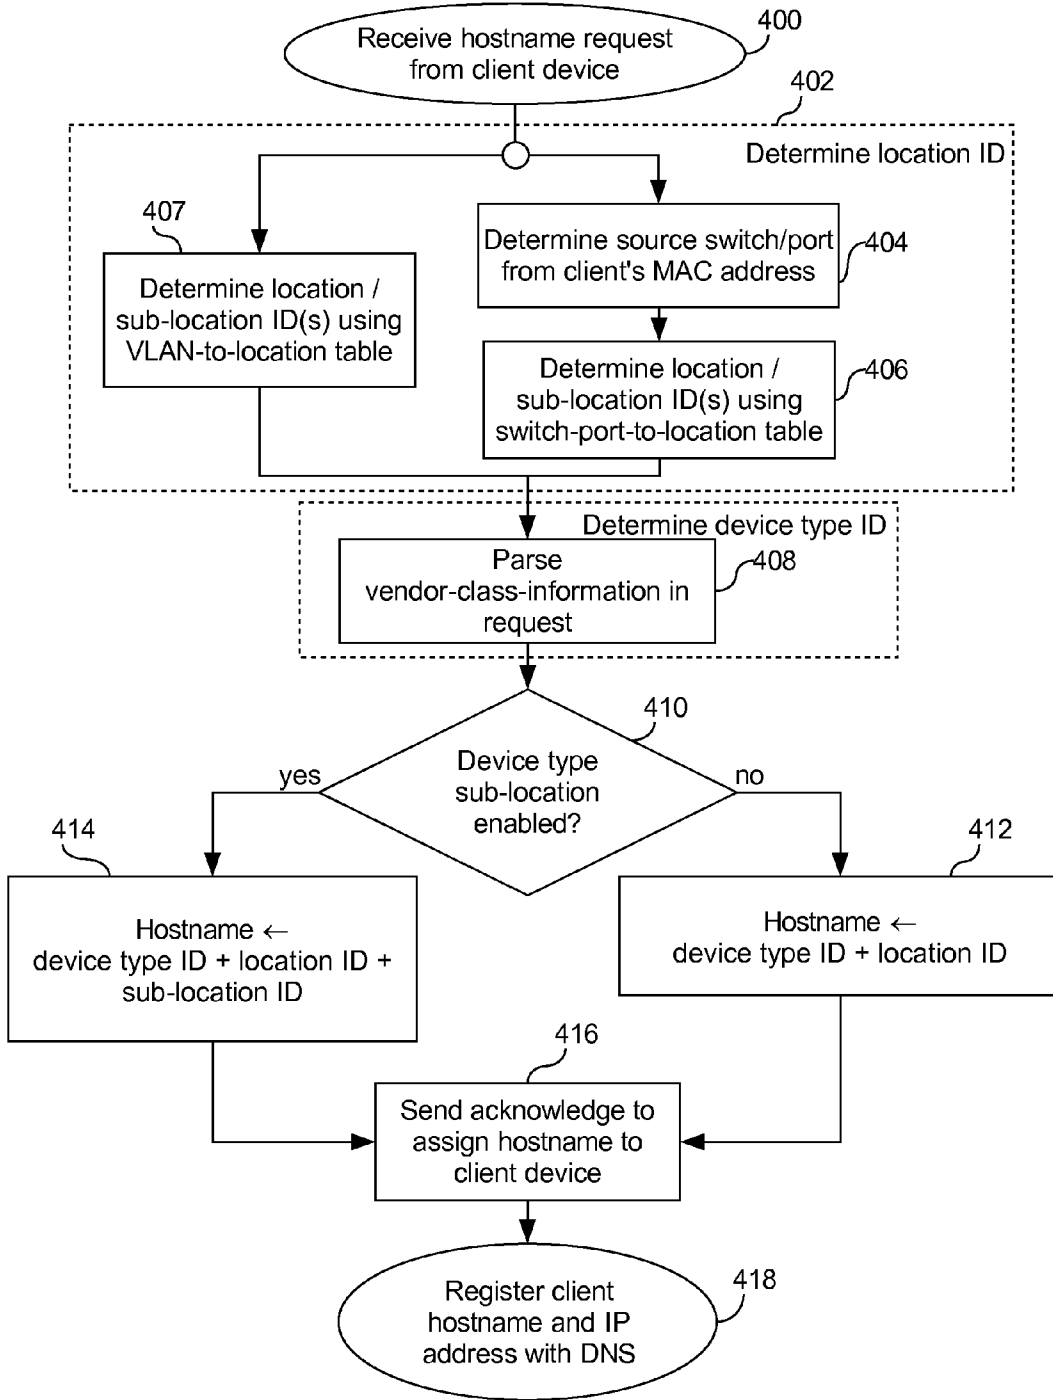 Receive hostname request
from client device
400
402
Determine location ID
407
Determine location /
sub-location ID(s) using
VLAN-to-location table
Determine source switch/port
from client's MAC address
404
Determine location /
sub-location ID(s) using
switch-port-to-location table
406
Determine device type ID
Parse
vendor-class-information in
request
408
410
Device type
sub-location
enabled?
yes
no
414
Hostname ←
device type ID + location ID +
sub-location ID
412
Hostname ←
device type ID + location ID
416
Send acknowledge to
assign hostname to
client device
Register client
hostname and IP
address with DNS
418